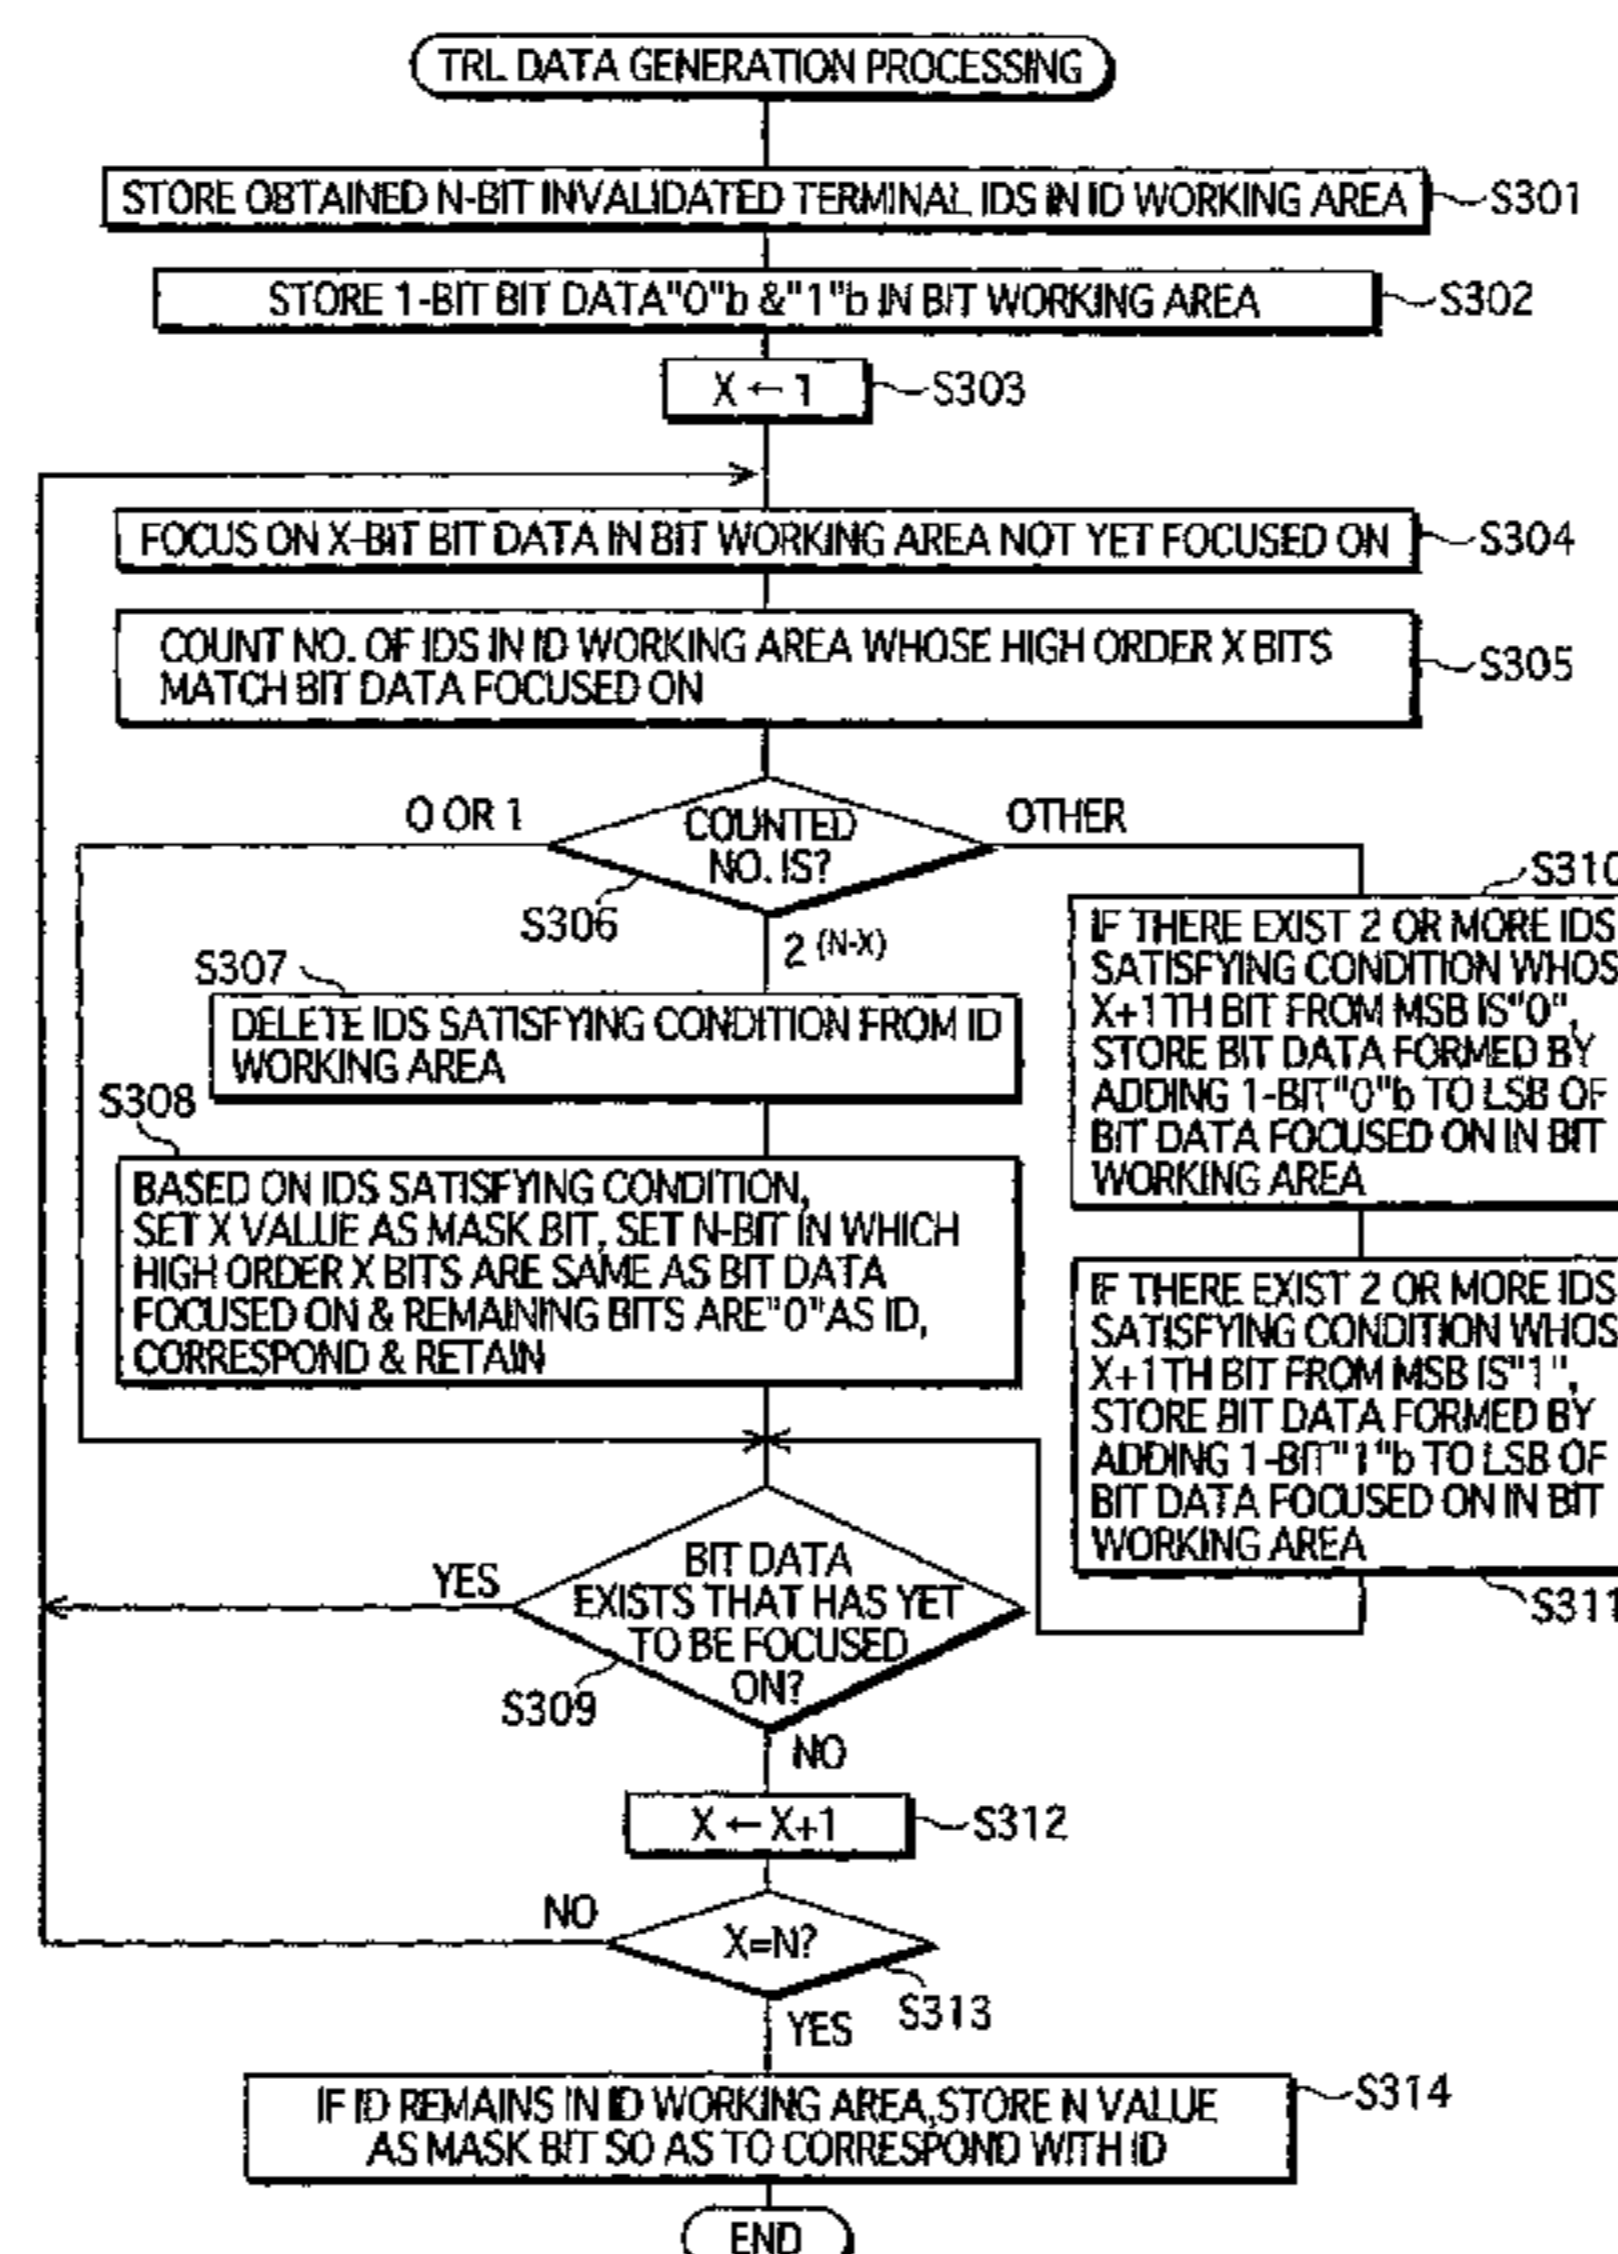 TRL DATA GENERATION PROCESSING
STORE OBTAINED N-BIT INVALIDATED TERMINAL IDS IN ID WORKING AREA
S301
STORE 1-BIT BIT DATA"0"b &"1"b IN BIT WORKING AREA
S302
X ← 1
S303
FOCUS ON X-BIT BIT DATA IN BIT WORKING AREA NOT YET FOCUSED ON
S304
COUNT NO. OF IDS IN ID WORKING AREA WHOSE HIGH ORDER X BITS
MATCH BIT DATA FOCUSED ON
S305
0 OR 1
COUNTED
NO. IS?
OTHER
S306
2 (N-X)
S307
DELETE IDS SATISFYING CONDITION FROM ID
WORKING AREA
S308
BASED ON IDS SATISFYING CONDITION,
SET X VALUE AS MASK BIT, SET N-BIT IN WHICH
HIGH ORDER X BITS ARE SAME AS BIT DATA
FOCUSED ON & REMAINING BITS ARE"0"AS ID,
CORRESPOND & RETAIN
S310
IF THERE EXIST 2 OR MORE IDS
SATISFYING CONDITION WHOS
X+1TH BIT FROM MSB IS"0",
STORE BIT DATA FORMED BY
ADDING 1-BIT"0"b TO LSB OF
BIT DATA FOCUSED ON IN BIT
WORKING AREA
IF THERE EXIST 2 OR MORE IDS
SATISFYING CONDITION WHOS
X+1TH BIT FROM MSB IS"1",
STORE BIT DATA FORMED BY
ADDING 1-BIT"1"b TO LSB OF
BIT DATA FOCUSED ON IN BIT
WORKING AREA
S311
YES
BIT DATA
EXISTS THAT HAS YET
TO BE FOCUSED
ON?
S309
NO
X ← X+1
S312
NO
X=N?
S313
YES
IF ID REMAINS IN ID WORKING AREA,STORE N VALUE
AS MASK BIT SO AS TO CORRESPOND WITH ID
S314
END